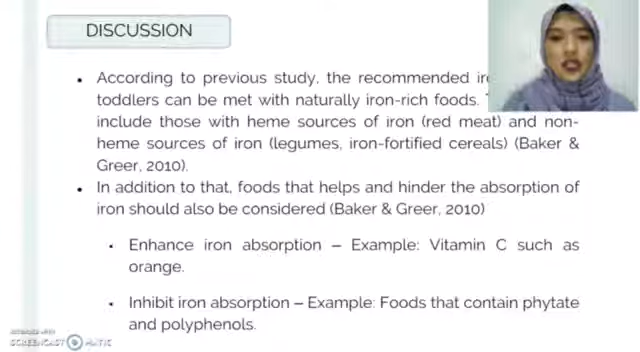 DISCUSSION
• According to previous study, the recommended
toddlers can be met with naturally iron-rich foods.
include those with heme sources of iron (red meat) and non-
heme sources of iron (legumes, iron-fortified cereals) (Baker &
Greer, 2010).
• In addition to that, foods that helps and hinder the absorption of
iron should also be considered (Baker & Greer, 2010)
▪ Enhance iron absorption – Example: Vitamin C such as
orange.
▪ Inhibit iron absorption – Example: Foods that contain phytate
and polyphenols.
RECORDED WITH
SCREENCAST MATIC